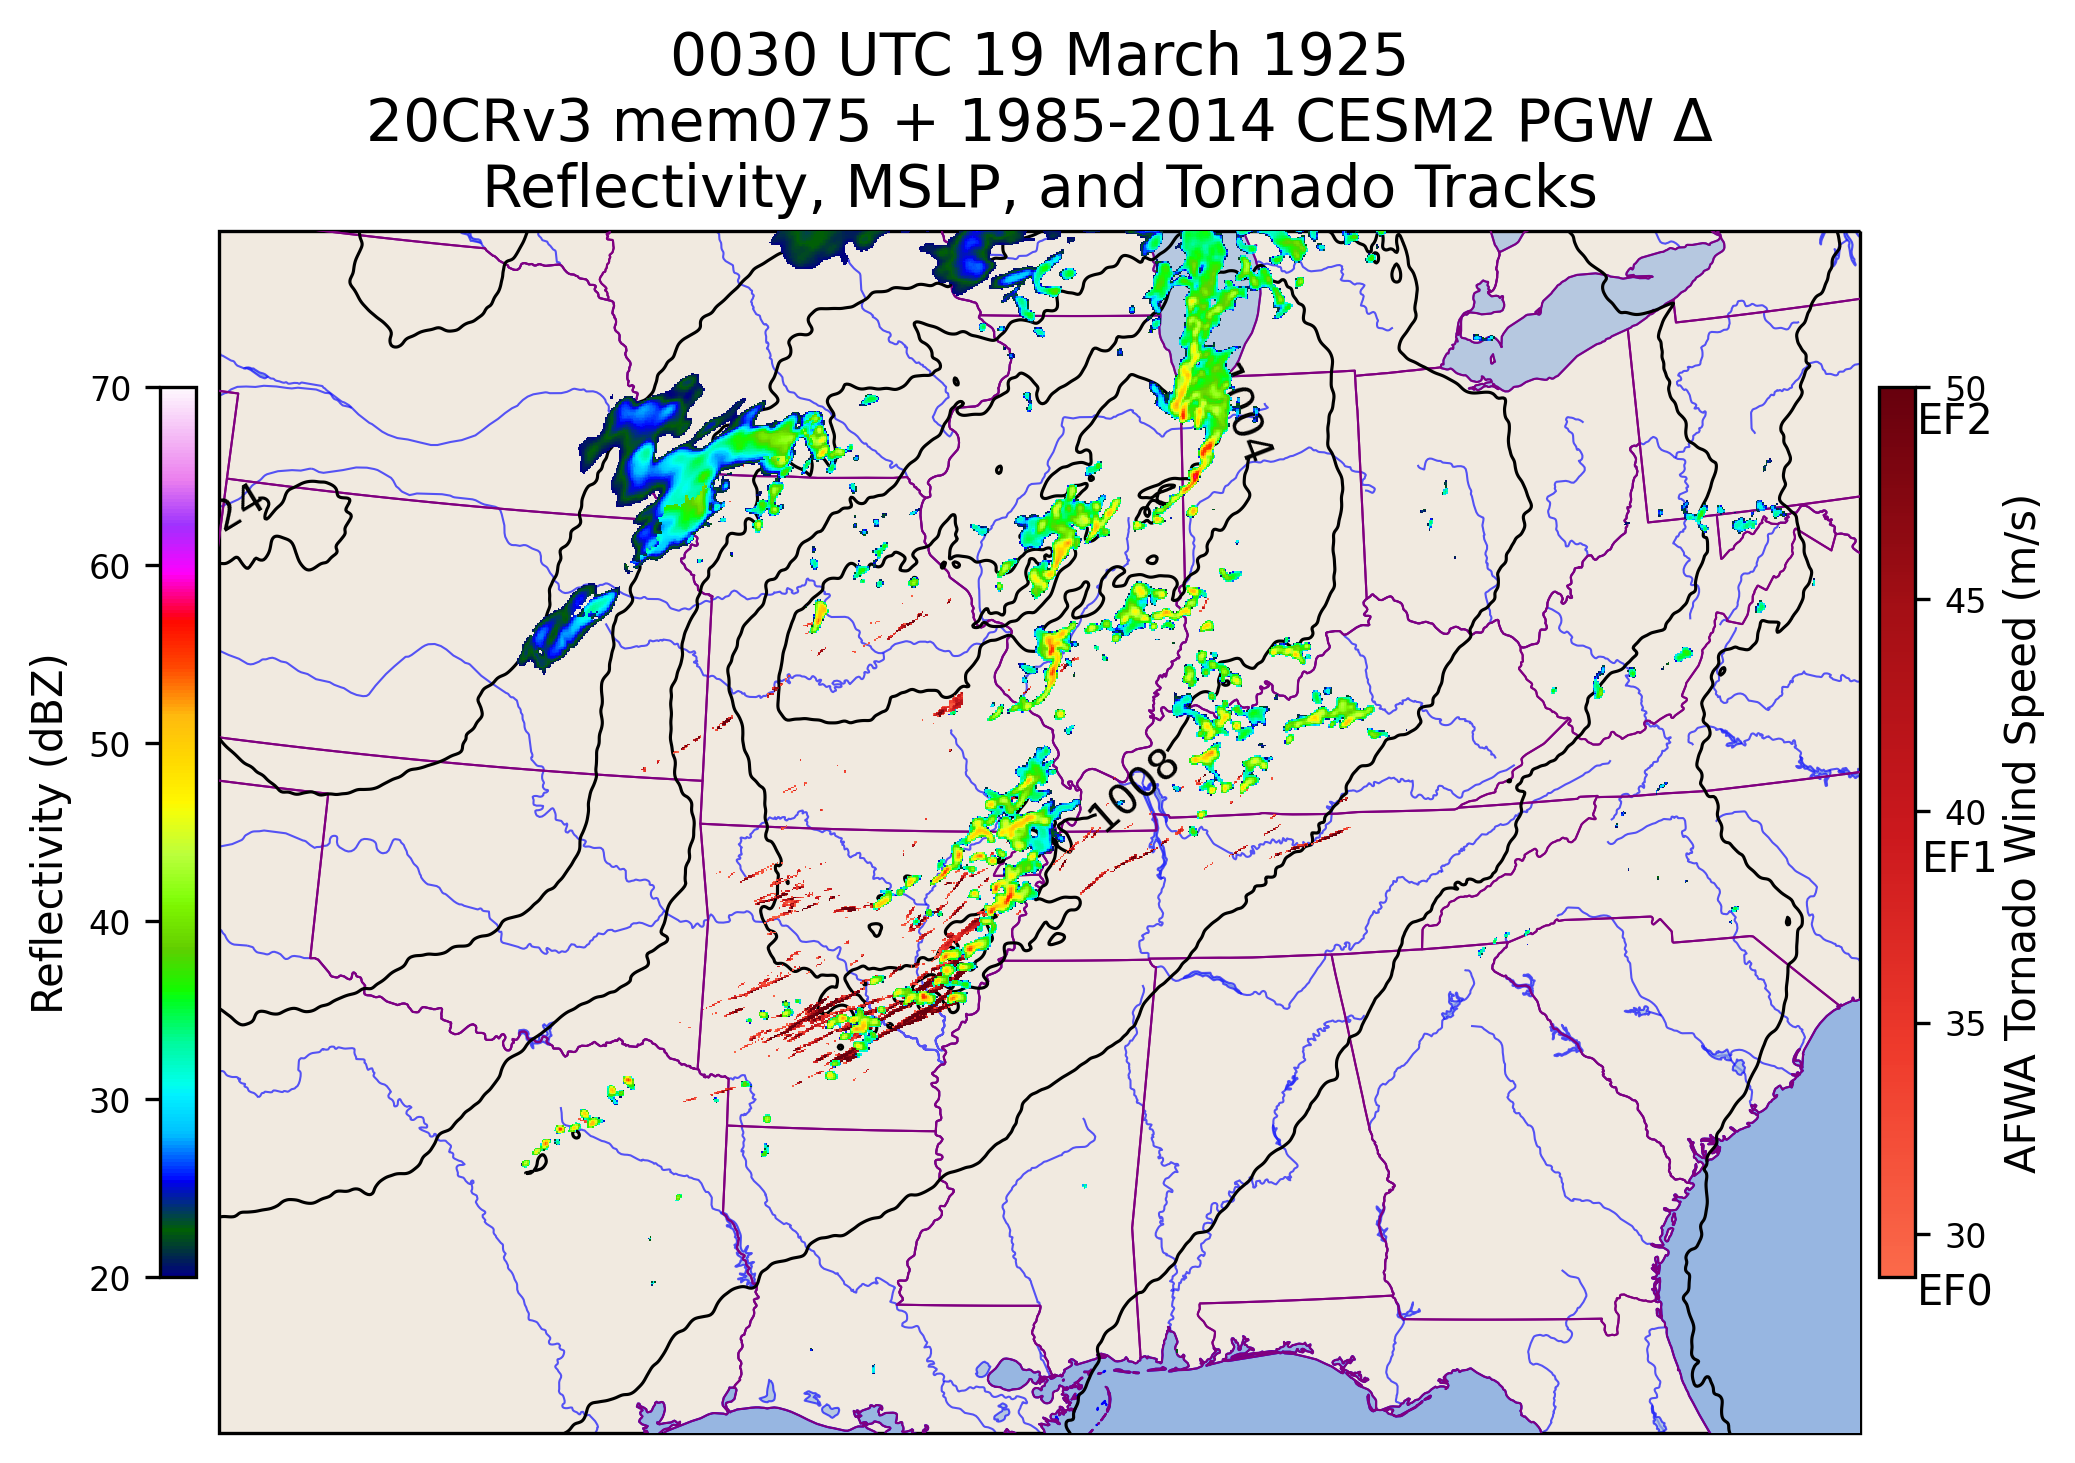 0030 UTC 19 March 1925
20CRv3 mem075 + 1985-2014 CESM2 PGW Δ
Reflectivity, MSLP, and Tornado Tracks
70
60
50
40
30
20
Reflectivity (dBZ)
1004
1008
50
EF2
45
40
EF1
35
30
EF0
AFWA Tornado Wind Speed (m/s)